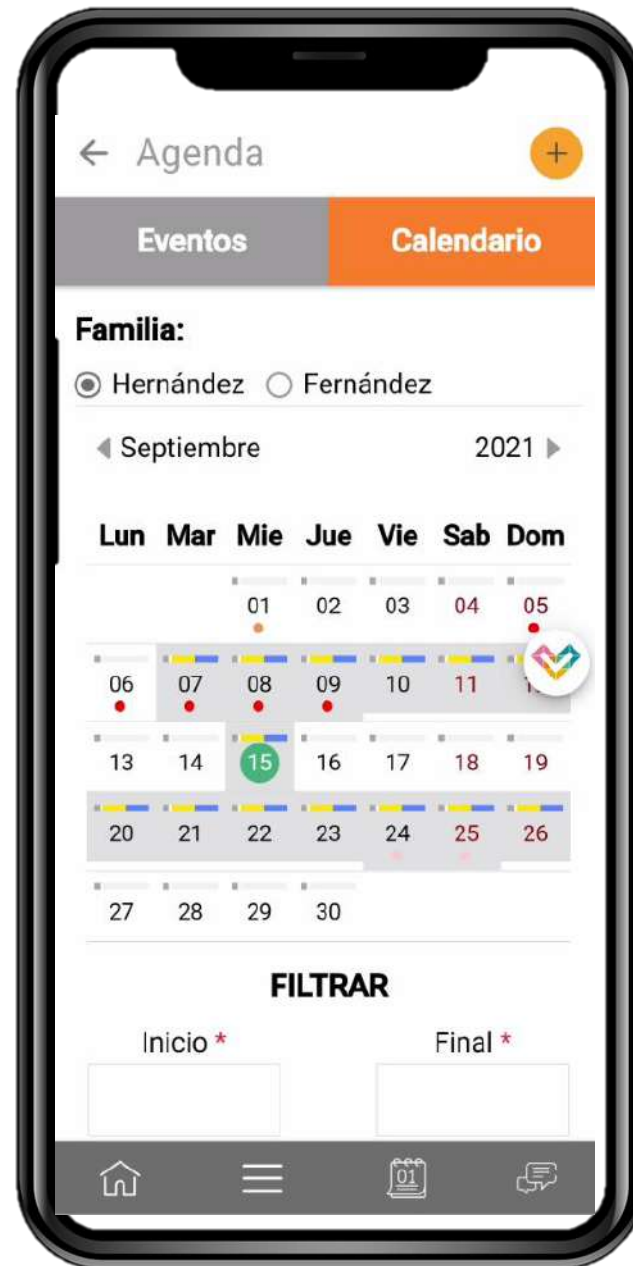 Agenda +
Eventos Calendario
Familia:
Hernández Fernández
Septiembre 2021
Lun Mar Mie Jue Vie Sab Dom
01 02 03 04 05
06 07 08 09 10 11
13 14 15 16 17 18 19
20 21 22 23 24 25 26
27 28 29 30
FILTRAR
Inicio * Final *
01